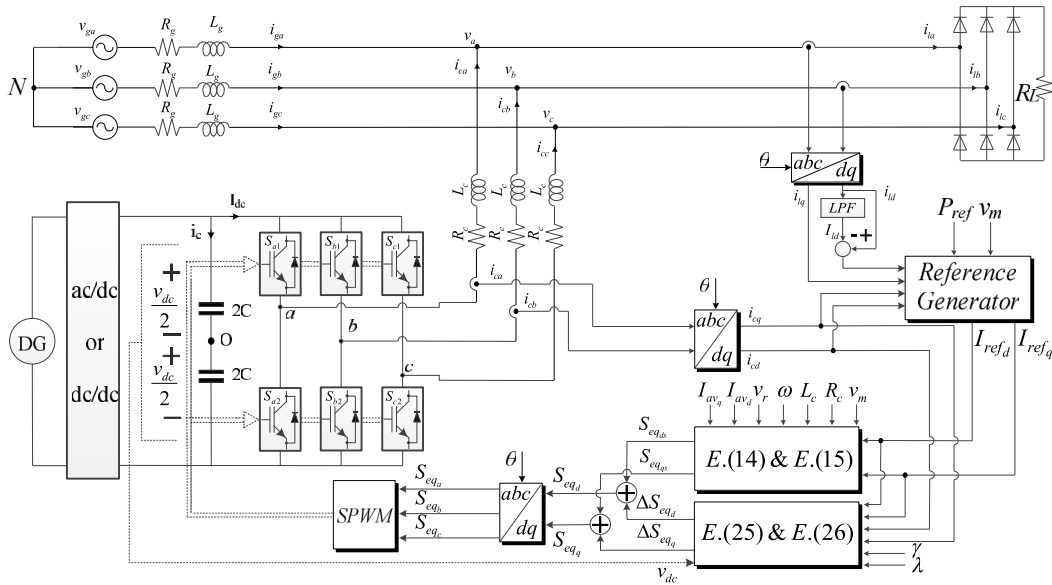 v_ga R_g L_g i_ga v_a i_la
i_ca
v_gb R_g L_g i_gb v_b i_lb
N
i_cb
R_L
v_gc R_g L_g i_gc v_c i_lc
i_cc
θ abc dq
L_c L_c L_c
i_lq i_ld
LPF
I_ld
- +
P_ref v_m
R_c R_c R_c
I_dc
i_c
S_a1 S_b1 S_c1
Reference
Generator
i_ca
i_cb
θ
abc
dq
i_cq
i_cd
I_ref_d I_ref_q
DG
ac/dc
or
dc/dc
+
v_dc
2
−
+
v_dc
2
−
2C
O
2C
a
b
c
S_a2 S_b2 S_c2
I_av_q I_av_d v_r ω L_c R_c v_m
S_eq_ds
S_eq_qs
E.(14) & E.(15)
θ
S_eq_a
S_eq_b
S_eq_c
SPWM
abc
dq
S_eq_d
S_eq_q
ΔS_eq_d
ΔS_eq_q
E.(25) & E.(26)
γ
λ
v_dc